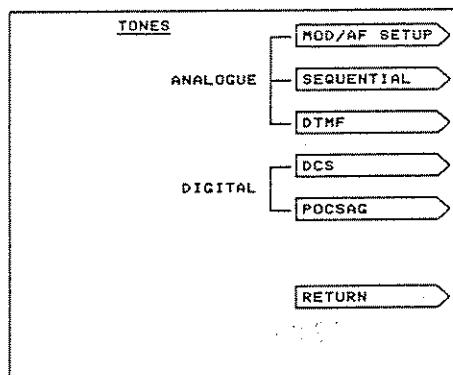 TONES
MOD/AF SETUP
ANALOGUE
SEQUENTIAL
DTMF
DCS
DIGITAL
POCSAG
RETURN